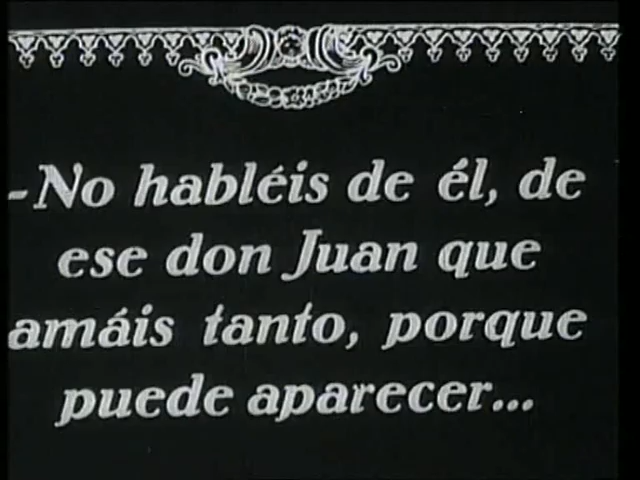 -No habléis de él, de
ese don Juan que
amáis tanto, porque
puede aparecer...